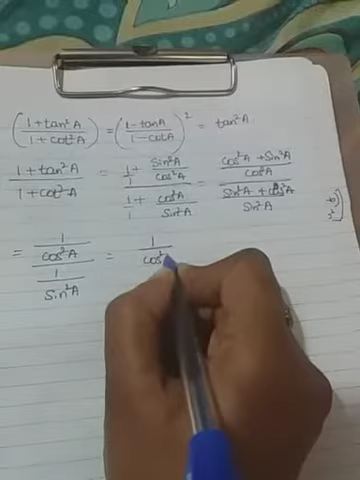 ((1+tan²A)/(1+cot²A)) = ((1-tanA)/(1-cotA))² = tan²A
(1+tan²A)/(1+cot²A) = (1/1 + sin²A/cos²A)/(1/1 + cos²A/sin²A) = ((cos²A+sin²A)/cos²A)/((sin²A+cos²A)/sin²A)
= (1/cos²A)/(1/sin²A) = 1/cos²